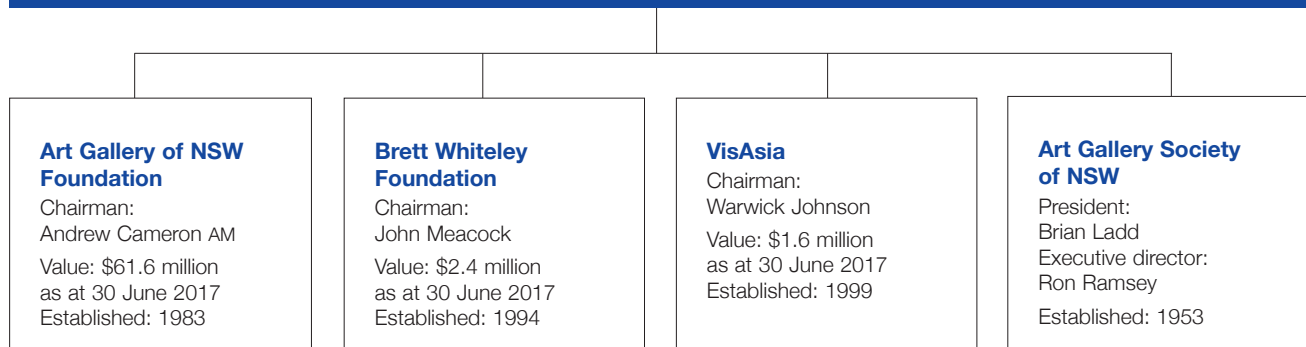 Art Gallery of NSW
Foundation
Chairman:
Andrew Cameron AM
Value: $61.6 million
as at 30 June 2017
Established: 1983
Brett Whiteley
Foundation
Chairman:
John Meacock
Value: $2.4 million
as at 30 June 2017
Established: 1994
VisAsia
Chairman:
Warwick Johnson
Value: $1.6 million
as at 30 June 2017
Established: 1999
Art Gallery Society
of NSW
President:
Brian Ladd
Executive director:
Ron Ramsey
Established: 1953